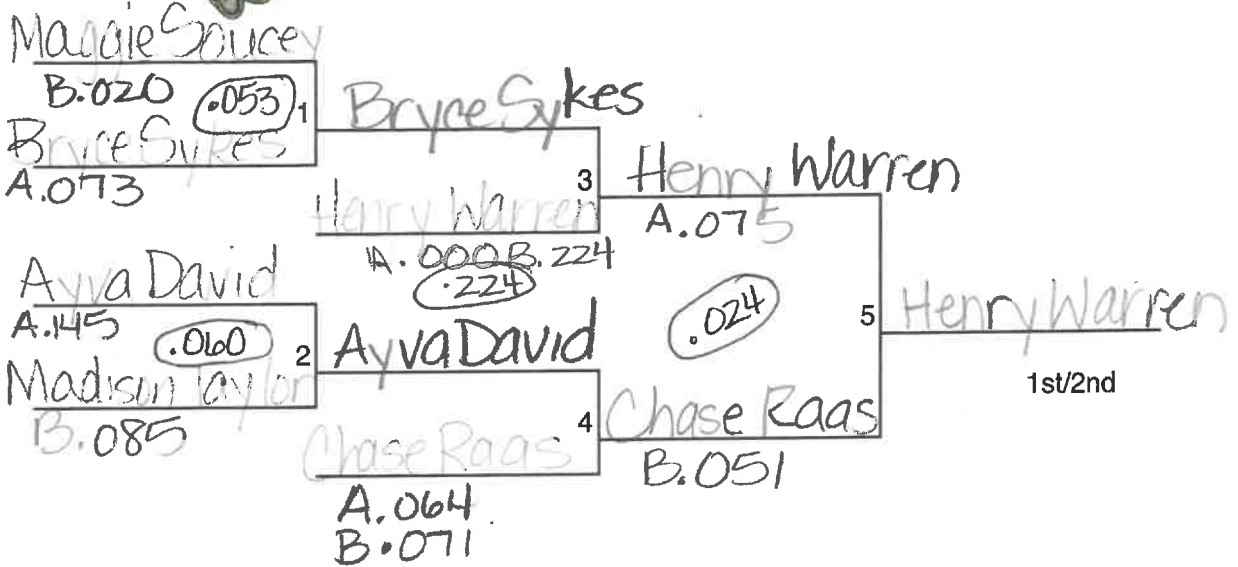 Maggie Soucey
B.020
.053
1
Bryce Sykes
A.073
Ayva David
A.145
.060
2
Madison Taylor
B.085
Bryce Sykes
3
Henry Warren
A.000 B.224
.224
Ayva David
4
Chase Raas
A.064
B.071
Henry Warren
A.075
.024
5
Chase Raas
B.051
Henry Warren
1st/2nd